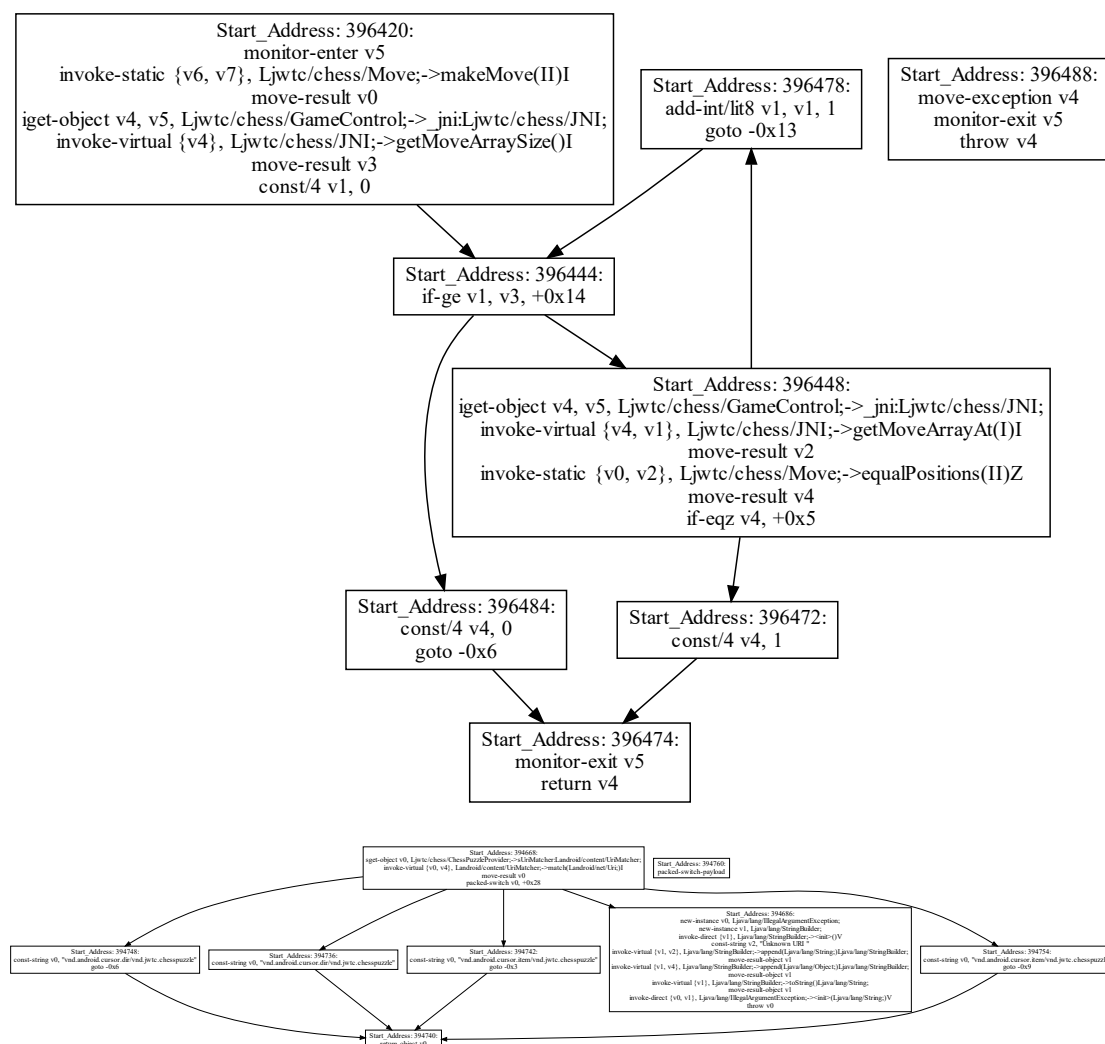 Start_Address: 396420:
monitor-enter v5
invoke-static {v6, v7}, Ljwtc/chess/Move;->makeMove(II)I
move-result v0
iget-object v4, v5, Ljwtc/chess/GameControl;->_jni:Ljwtc/chess/JNI;
invoke-virtual {v4}, Ljwtc/chess/JNI;->getMoveArraySize()I
move-result v3
const/4 v1, 0
Start_Address: 396478:
add-int/lit8 v1, v1, 1
goto -0x13
Start_Address: 396488:
move-exception v4
monitor-exit v5
throw v4
Start_Address: 396444:
if-ge v1, v3, +0x14
Start_Address: 396448:
iget-object v4, v5, Ljwtc/chess/GameControl;->_jni:Ljwtc/chess/JNI;
invoke-virtual {v4, v1}, Ljwtc/chess/JNI;->getMoveArrayAt(I)I
move-result v2
invoke-static {v0, v2}, Ljwtc/chess/Move;->equalPositions(II)Z
move-result v4
if-eqz v4, +0x5
Start_Address: 396484:
const/4 v4, 0
goto -0x6
Start_Address: 396472:
const/4 v4, 1
Start_Address: 396474:
monitor-exit v5
return v4
Start_Address: 394668:
sget-object v0, Ljwtc/chess/ChessPuzzleProvider;->sUriMatcher:Landroid/content/UriMatcher;
invoke-virtual {v0, v4}, Landroid/content/UriMatcher;->match(Landroid/net/Uri;)I
move-result v0
packed-switch v0, +0x28
Start_Address: 394760:
packed-switch-payload
Start_Address: 394748:
const-string v0, "vnd.android.cursor.dir/vnd.jwtc.chesspuzzle"
goto -0x6
Start_Address: 394736:
const-string v0, "vnd.android.cursor.dir/vnd.jwtc.chesspuzzle"
Start_Address: 394742:
const-string v0, "vnd.android.cursor.item/vnd.jwtc.chesspuzzle"
goto -0x3
Start_Address: 394686:
new-instance v0, Ljava/lang/IllegalArgumentException;
new-instance v1, Ljava/lang/StringBuilder;
invoke-direct {v1}, Ljava/lang/StringBuilder;-><init>()V
const-string v2, "Unknown URI "
invoke-virtual {v1, v2}, Ljava/lang/StringBuilder;->append(Ljava/lang/String;)Ljava/lang/StringBuilder;
move-result-object v1
invoke-virtual {v1, v4}, Ljava/lang/StringBuilder;->append(Ljava/lang/Object;)Ljava/lang/StringBuilder;
move-result-object v1
invoke-virtual {v1}, Ljava/lang/StringBuilder;->toString()Ljava/lang/String;
move-result-object v1
invoke-direct {v0, v1}, Ljava/lang/IllegalArgumentException;-><init>(Ljava/lang/String;)V
throw v0
Start_Address: 394754:
const-string v0, "vnd.android.cursor.item/vnd.jwtc.chesspuzzle
goto -0x9
Start_Address: 394740:
return-object v0